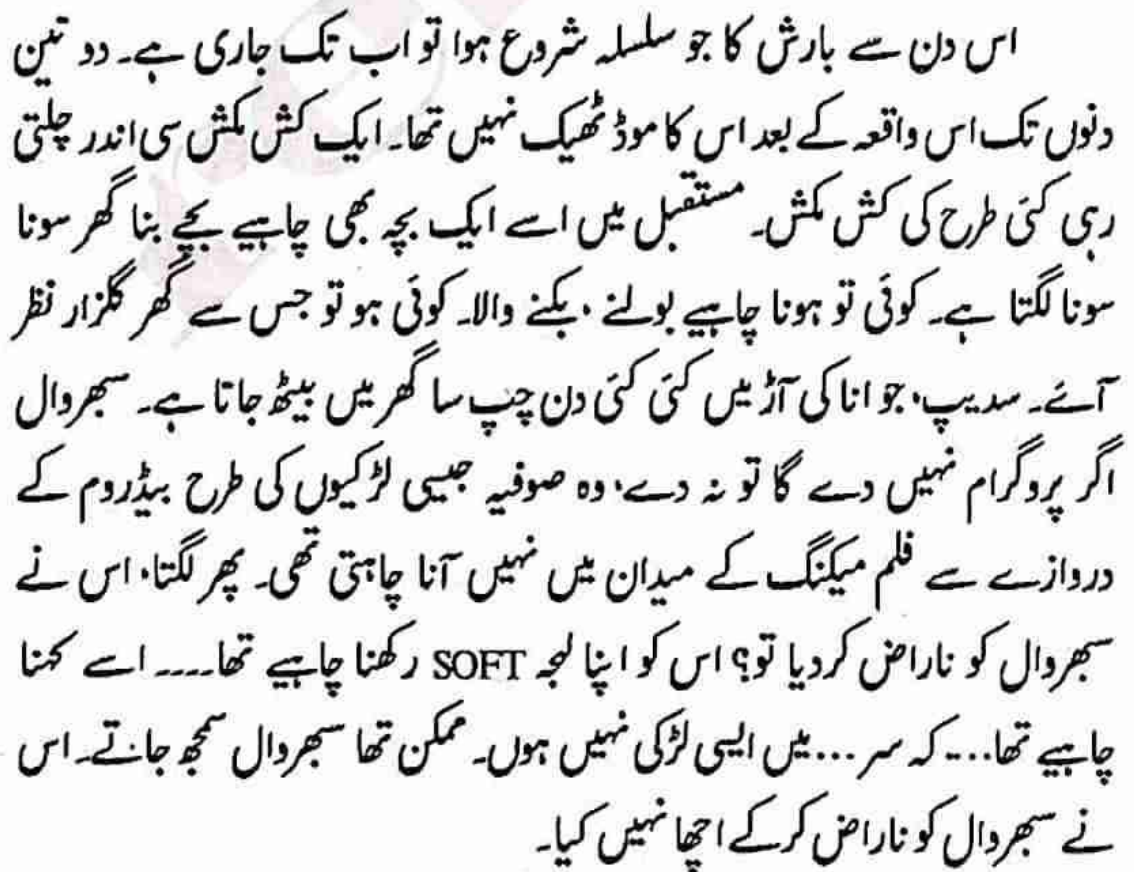 اس دن سے بارش کا جو سلسلہ شروع ہوا تو اب تک جاری ہے۔ دو تین
دنوں تک اس واقعہ کے بعد اس کا موڈ ٹھیک نہیں تھا۔ ایک کش مکش سی اندر چلتی
رہی کئی طرح کی کش مکش۔ مستقبل میں اسے ایک بچہ بھی چاہیے بچے بنا گھر سونا
سونا لگتا ہے۔ کوئی تو ہونا چاہیے بولنے ، بکنے والا۔ کوئی ہو تو جس سے گھر گلزار نظر
آئے۔ سدیپ، جو انا کی آڑ میں کئی کئی دن چپ سا گھر میں بیٹھ جاتا ہے۔ سبھروال
اگر پروگرام نہیں دے گا تو نہ دے، وہ صوفیہ جیسی لڑکیوں کی طرح بیڈروم کے
دروازے سے فلم میکنگ کے میدان میں نہیں آنا چاہتی تھی۔ پھر لگتا، اس نے
سبھروال کو ناراض کردیا تو؟ اس کو اپنا لہجہ SOFT رکھنا چاہیے تھا۔۔۔۔ اسے کہنا
چاہیے تھا۔۔۔ کہ سر ... میں ایسی لڑکی نہیں ہوں۔ ممکن تھا سبھروال سمجھ جاتے۔ اس
نے سبھروال کو ناراض کرکے اچھا نہیں کیا۔